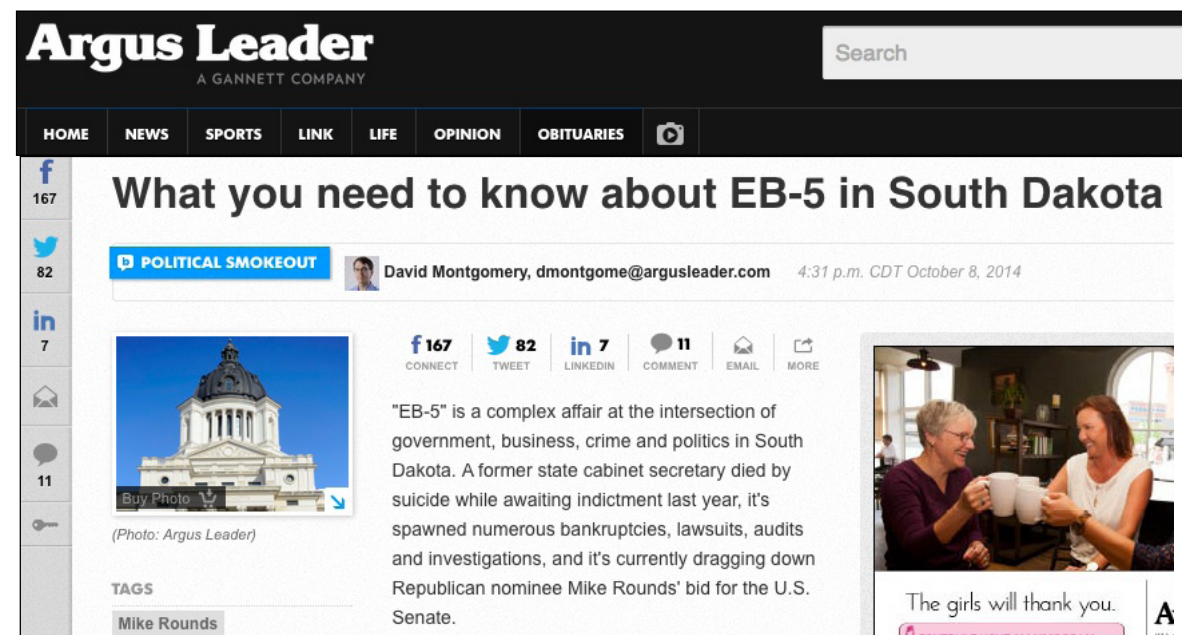 Argus Leader
A GANNETT COMPANY
Search
HOME NEWS SPORTS LINK LIFE OPINION OBITUARIES
167
82
7
11
What you need to know about EB-5 in South Dakota
POLITICAL SMOKEOUT
David Montgomery, dmontgome@argusleader.com 4:31 p.m. CDT October 8, 2014
Buy Photo
(Photo: Argus Leader)
TAGS
Mike Rounds
167 82 7 11
CONNECT TWEET LINKEDIN COMMENT EMAIL MORE
"EB-5" is a complex affair at the intersection of
government, business, crime and politics in South
Dakota. A former state cabinet secretary died by
suicide while awaiting indictment last year, it's
spawned numerous bankruptcies, lawsuits, audits
and investigations, and it's currently dragging down
Republican nominee Mike Rounds' bid for the U.S.
Senate.
The girls will thank you.